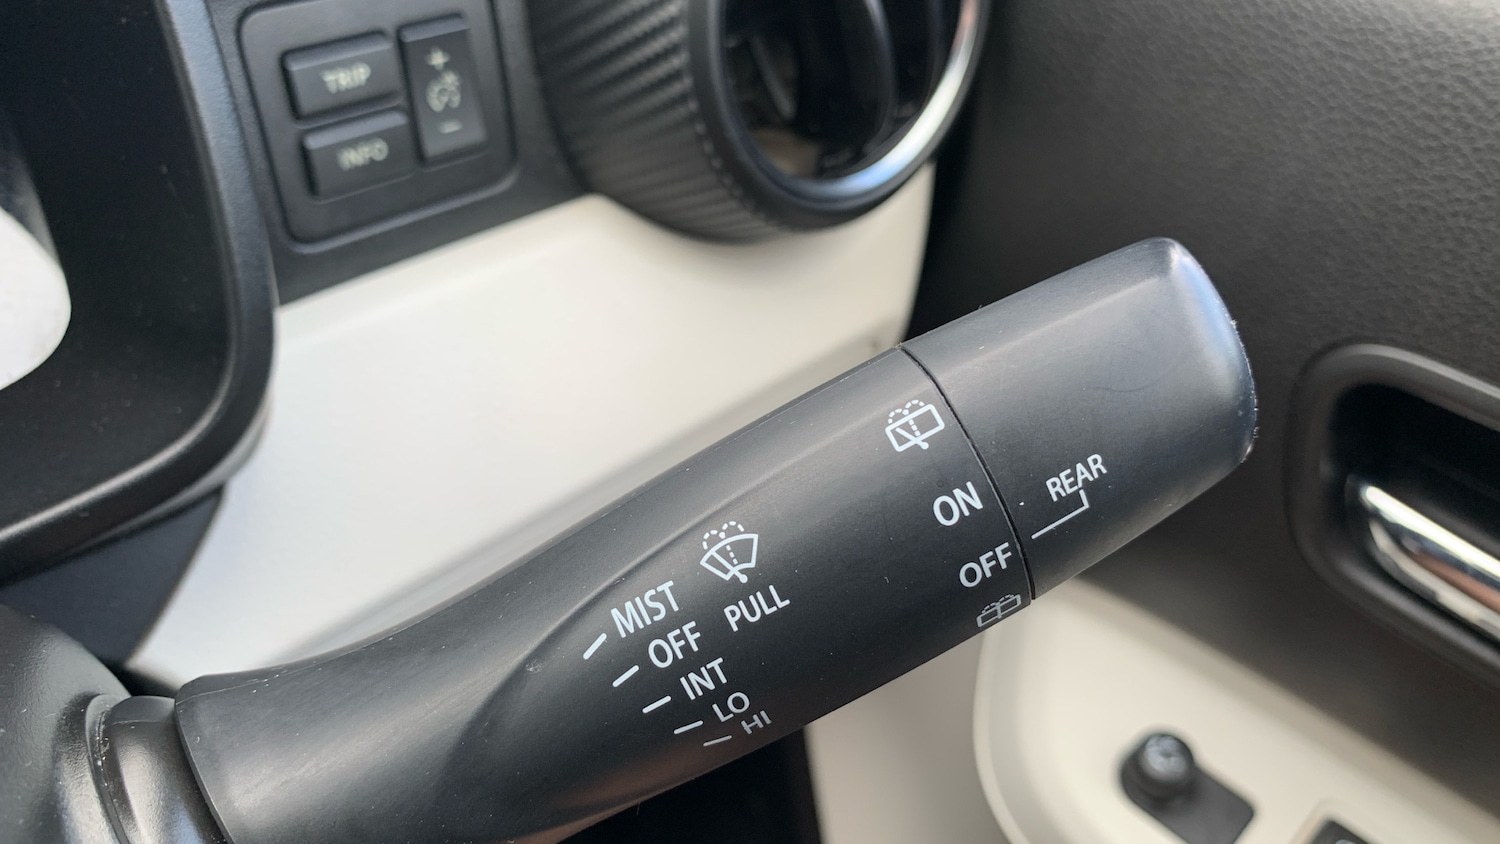 TRIP
+
INFO
-
REAR
ON
OFF
MIST
PULL
OFF
INT
LO
HI